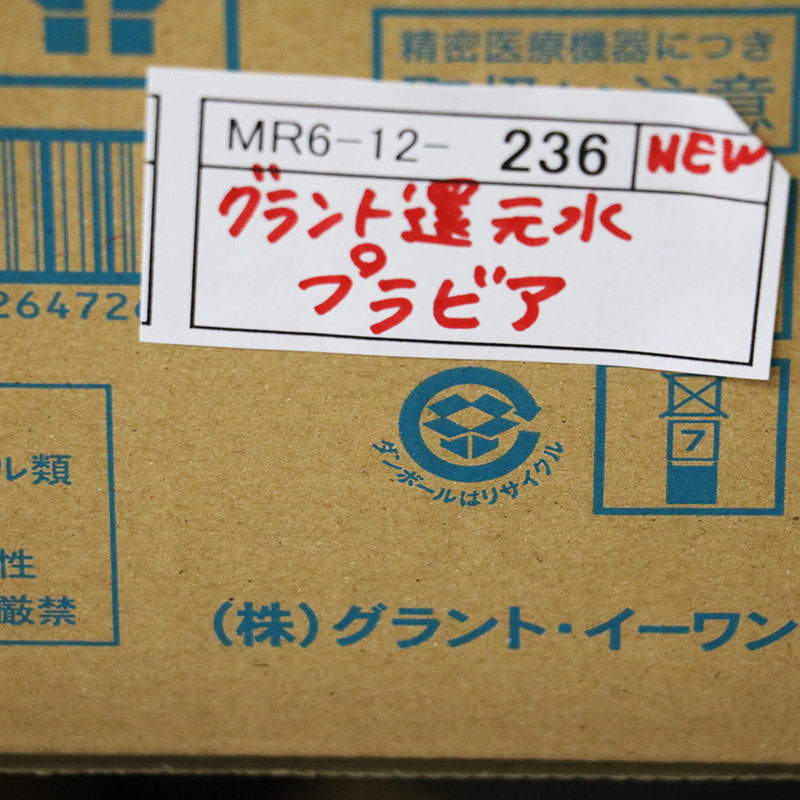 精密医療機器につき
注意
MR6-12- 236 NEW
グラント還元水
プラビア
264726
ル類
性
厳禁
ダンボールはリサイクル
7
(株)グラント・イーワン